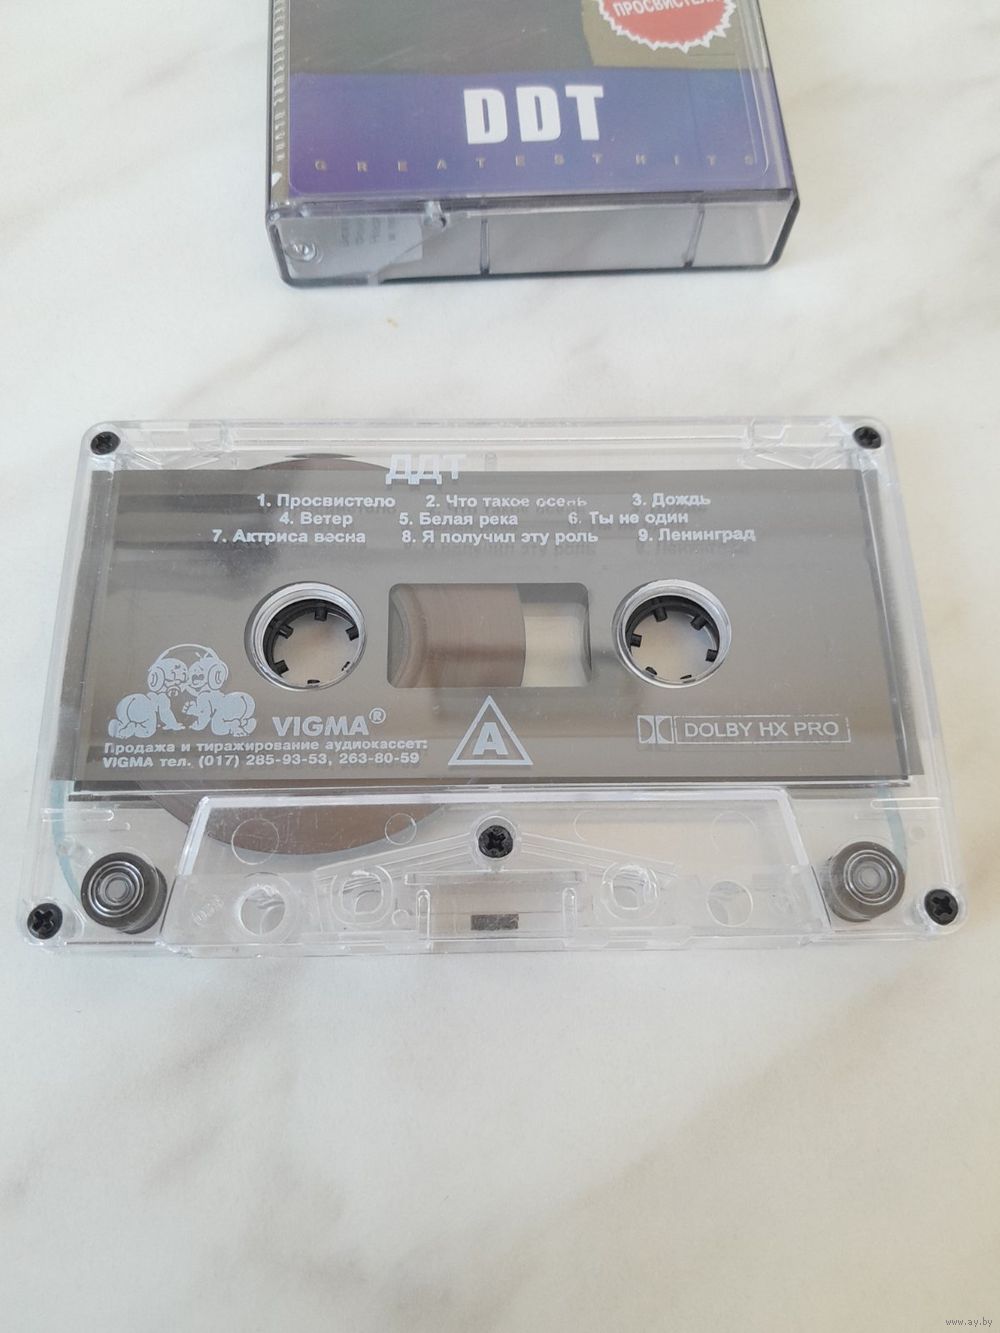 ПРОСВИСТЕЛА
DDT
GREATEST HITS
ДДТ
1. Просвистело 2. Что такое осень 3. Дождь
4. Ветер 5. Белая река 6. Ты не один
7. Актриса весна 8. Я получил эту роль 9. Ленинград
VIGMA®
A
DOLBY HX PRO
Продажа и тиражирование аудиокассет:
VIGMA тел. (017) 285-93-53, 263-80-59
www.ay.by